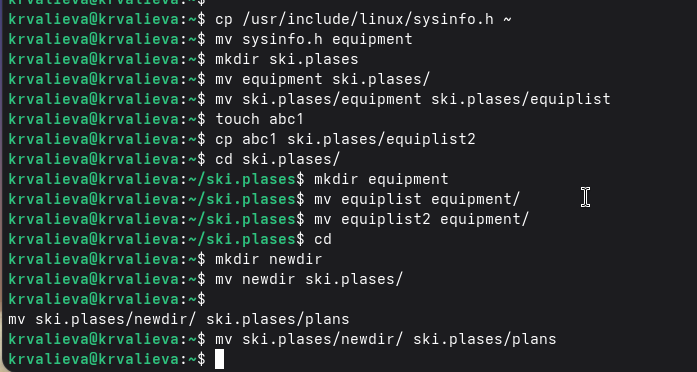 krvalieva@krvalieva:~$ cp /usr/include/linux/sysinfo.h ~
krvalieva@krvalieva:~$ mv sysinfo.h equipment
krvalieva@krvalieva:~$ mkdir ski.plases
krvalieva@krvalieva:~$ mv equipment ski.plases/
krvalieva@krvalieva:~$ mv ski.plases/equipment ski.plases/equiplist
krvalieva@krvalieva:~$ touch abc1
krvalieva@krvalieva:~$ cp abc1 ski.plases/equiplist2
krvalieva@krvalieva:~$ cd ski.plases/
krvalieva@krvalieva:~/ski.plases$ mkdir equipment
krvalieva@krvalieva:~/ski.plases$ mv equiplist equipment/
krvalieva@krvalieva:~/ski.plases$ mv equiplist2 equipment/
krvalieva@krvalieva:~/ski.plases$ cd
krvalieva@krvalieva:~$ mkdir newdir
krvalieva@krvalieva:~$ mv newdir ski.plases/
krvalieva@krvalieva:~$
mv ski.plases/newdir/ ski.plases/plans
krvalieva@krvalieva:~$ mv ski.plases/newdir/ ski.plases/plans
krvalieva@krvalieva:~$